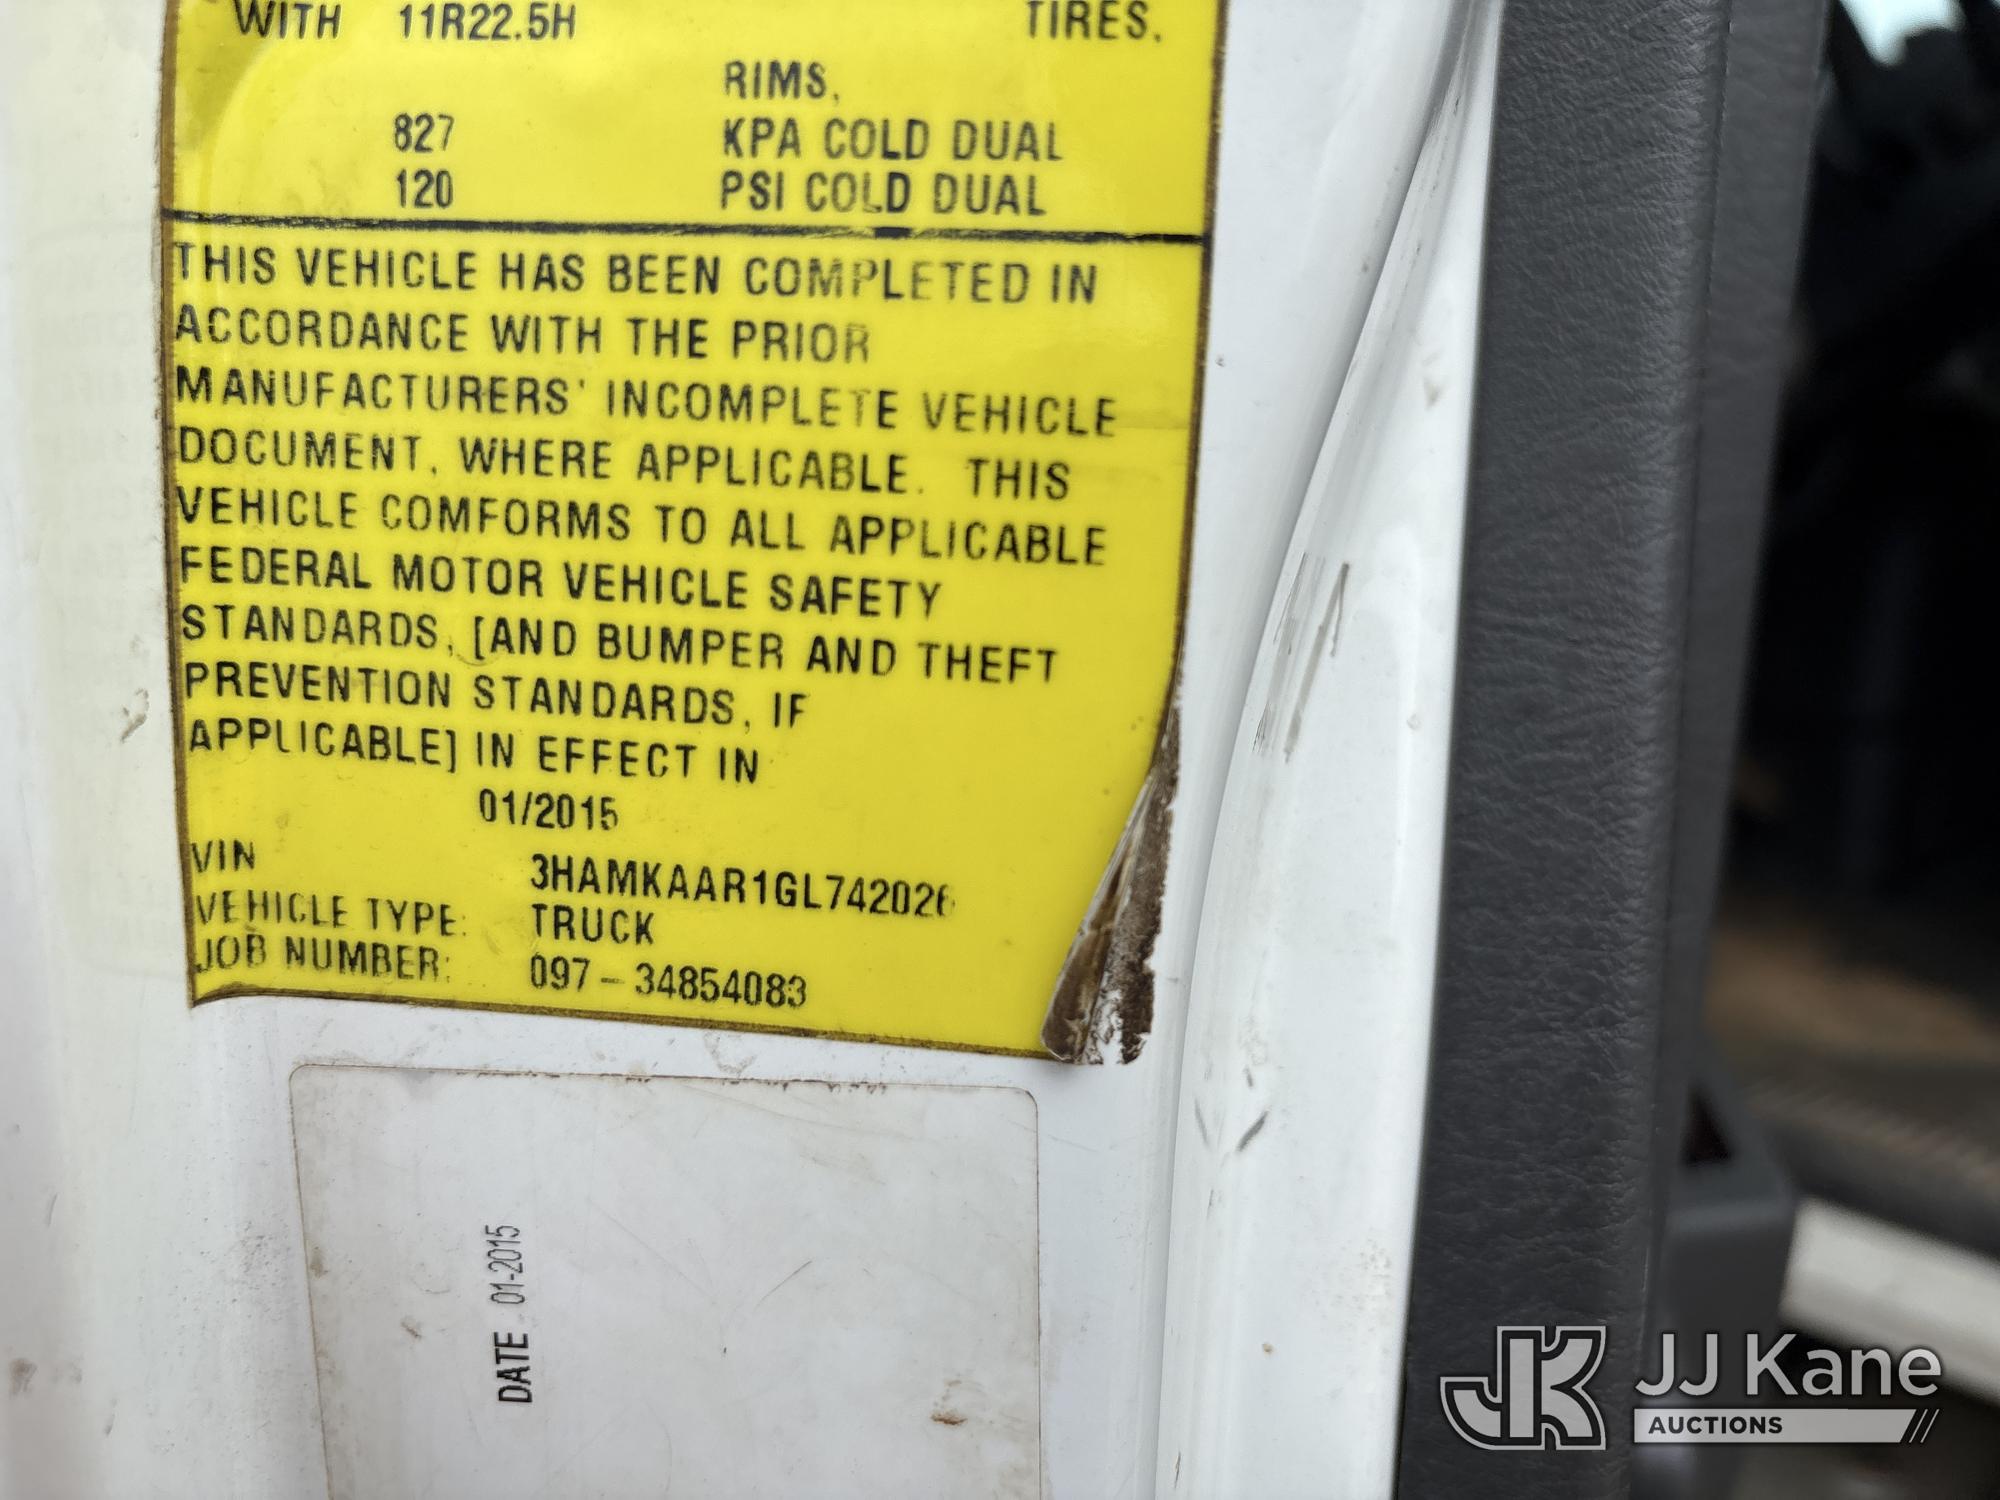 WITH 11R22.5H TIRES,
RIMS,
827 KPA COLD DUAL
120 PSI COLD DUAL
THIS VEHICLE HAS BEEN COMPLETED IN
ACCORDANCE WITH THE PRIOR
MANUFACTURERS' INCOMPLETE VEHICLE
DOCUMENT, WHERE APPLICABLE. THIS
VEHICLE COMFORMS TO ALL APPLICABLE
FEDERAL MOTOR VEHICLE SAFETY
STANDARDS, [AND BUMPER AND THEFT
PREVENTION STANDARDS, IF
APPLICABLE] IN EFFECT IN
01/2015
VIN 3HAMKAAR1GL742026
VEHICLE TYPE: TRUCK
JOB NUMBER: 097-34854083
DATE 01-2015
JK JJ Kane
AUCTIONS